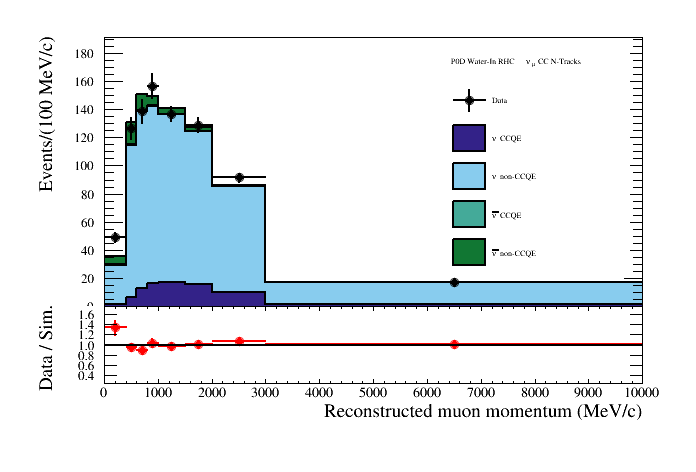 P0D Water-In RHC ν μ CC N-Tracks
Data
ν CCQE
ν non-CCQE
ν̄ CCQE
ν̄ non-CCQE
Events/(100 MeV/c)
180
160
140
120
100
80
60
40
20
0
Data / Sim.
1.6
1.4
1.2
1.0
0.8
0.6
0.4
0 1000 2000 3000 4000 5000 6000 7000 8000 9000 10000
Reconstructed muon momentum (MeV/c)